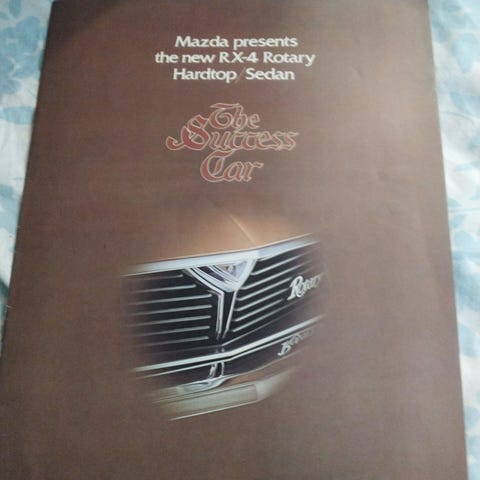 Mazda presents
the new RX-4 Rotary
Hardtop/Sedan
The
Success
Car
Rotary